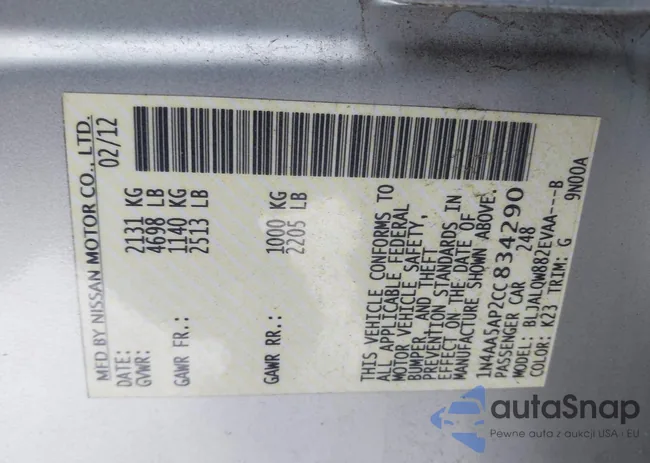 MFD BY NISSAN MOTOR CO., LTD.
DATE: 02/12
GVWR: 2131 KG
4698 LB
GAWR FR.: 1140 KG
2513 LB
GAWR RR.: 1000 KG
2205 LB
THIS VEHICLE CONFORMS TO
ALL APPLICABLE FEDERAL
MOTOR VEHICLE SAFETY,
BUMPER, AND THEFT
PREVENTION STANDARDS IN
EFFECT ON THE DATE OF
MANUFACTURE SHOWN ABOVE.
1N4AA5AP2CC834290
PASSENGER CAR 248
MODEL: BLJALQW882EVAA---B
COLOR: K23 TRIM: G 9N00A
autaSnap
Pewne auta z aukcji USA i EU